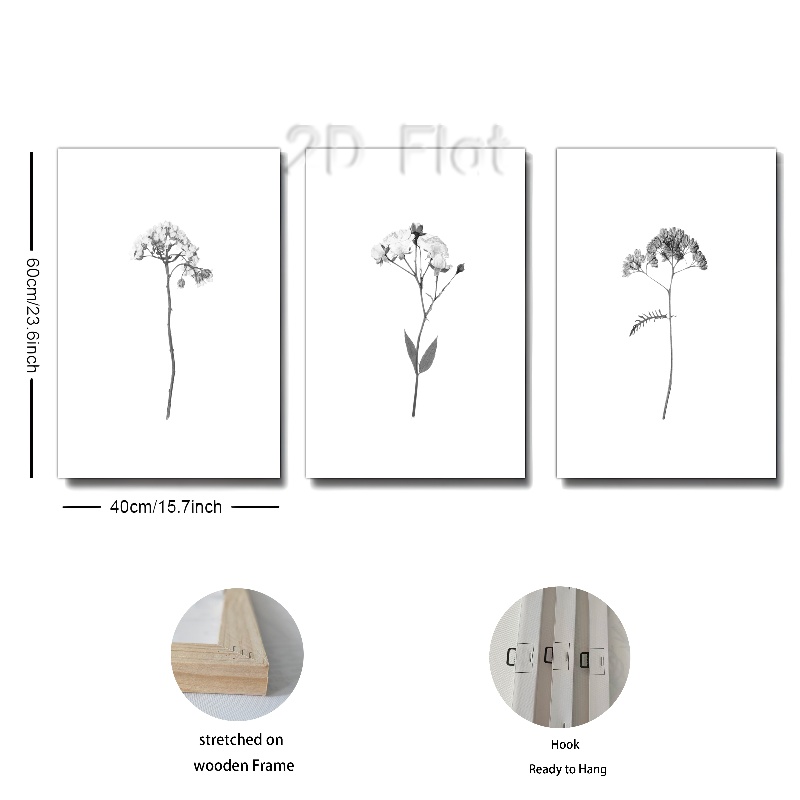 2D Flat
60cm/23.6inch
40cm/15.7inch
stretched on
wooden Frame
Hook
Ready to Hang